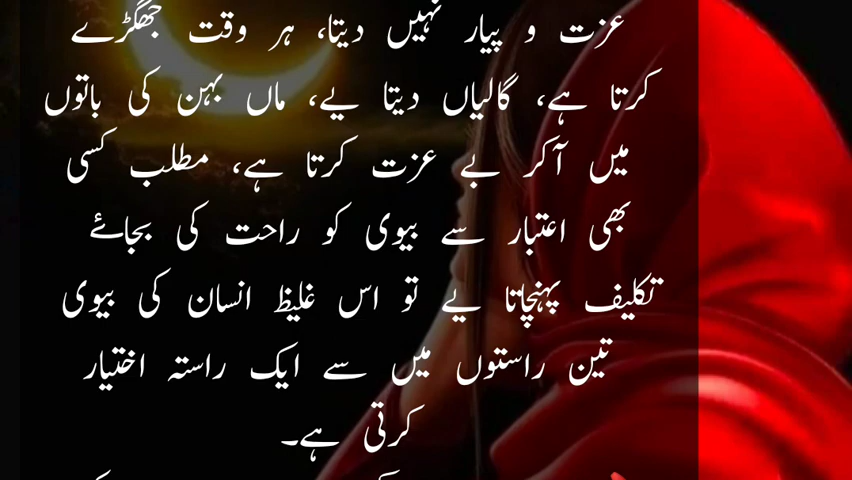 عزت و پیار نہیں دیتا، ہر وقت جھگڑے
کرتا ہے، گالیاں دیتا یے، ماں بہن کی باتوں
میں آکر بے عزت کرتا ہے، مطلب کسی
بھی اعتبار سے بیوی کو راحت کی بجائے
تکلیف پہنچاتا یے تو اس غلیظ انسان کی بیوی
تین راستوں میں سے ایک راستہ اختیار
کرتی ہے۔